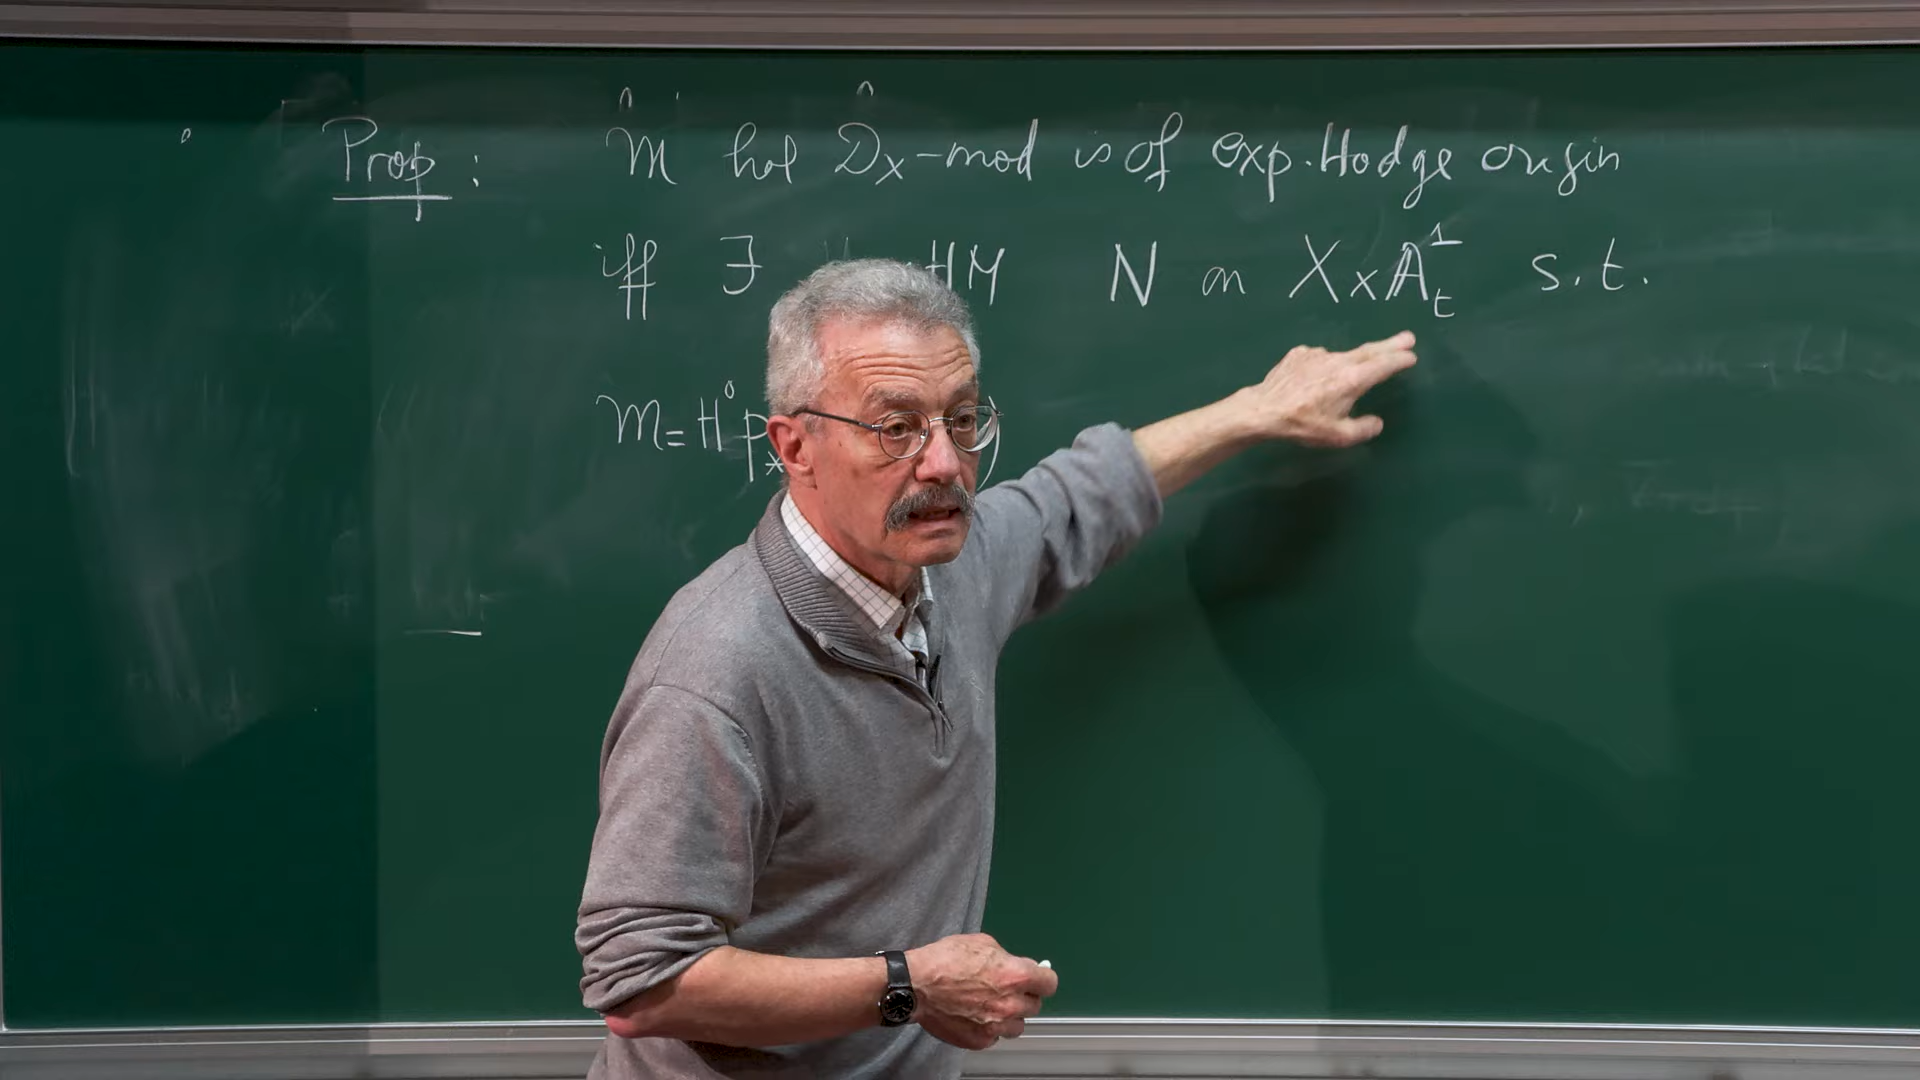 Prop : M hol D_X-mod is of exp. Hodge origin
iff ∃ HM N on X×A¹_t s.t.
M = H⁰p_* )